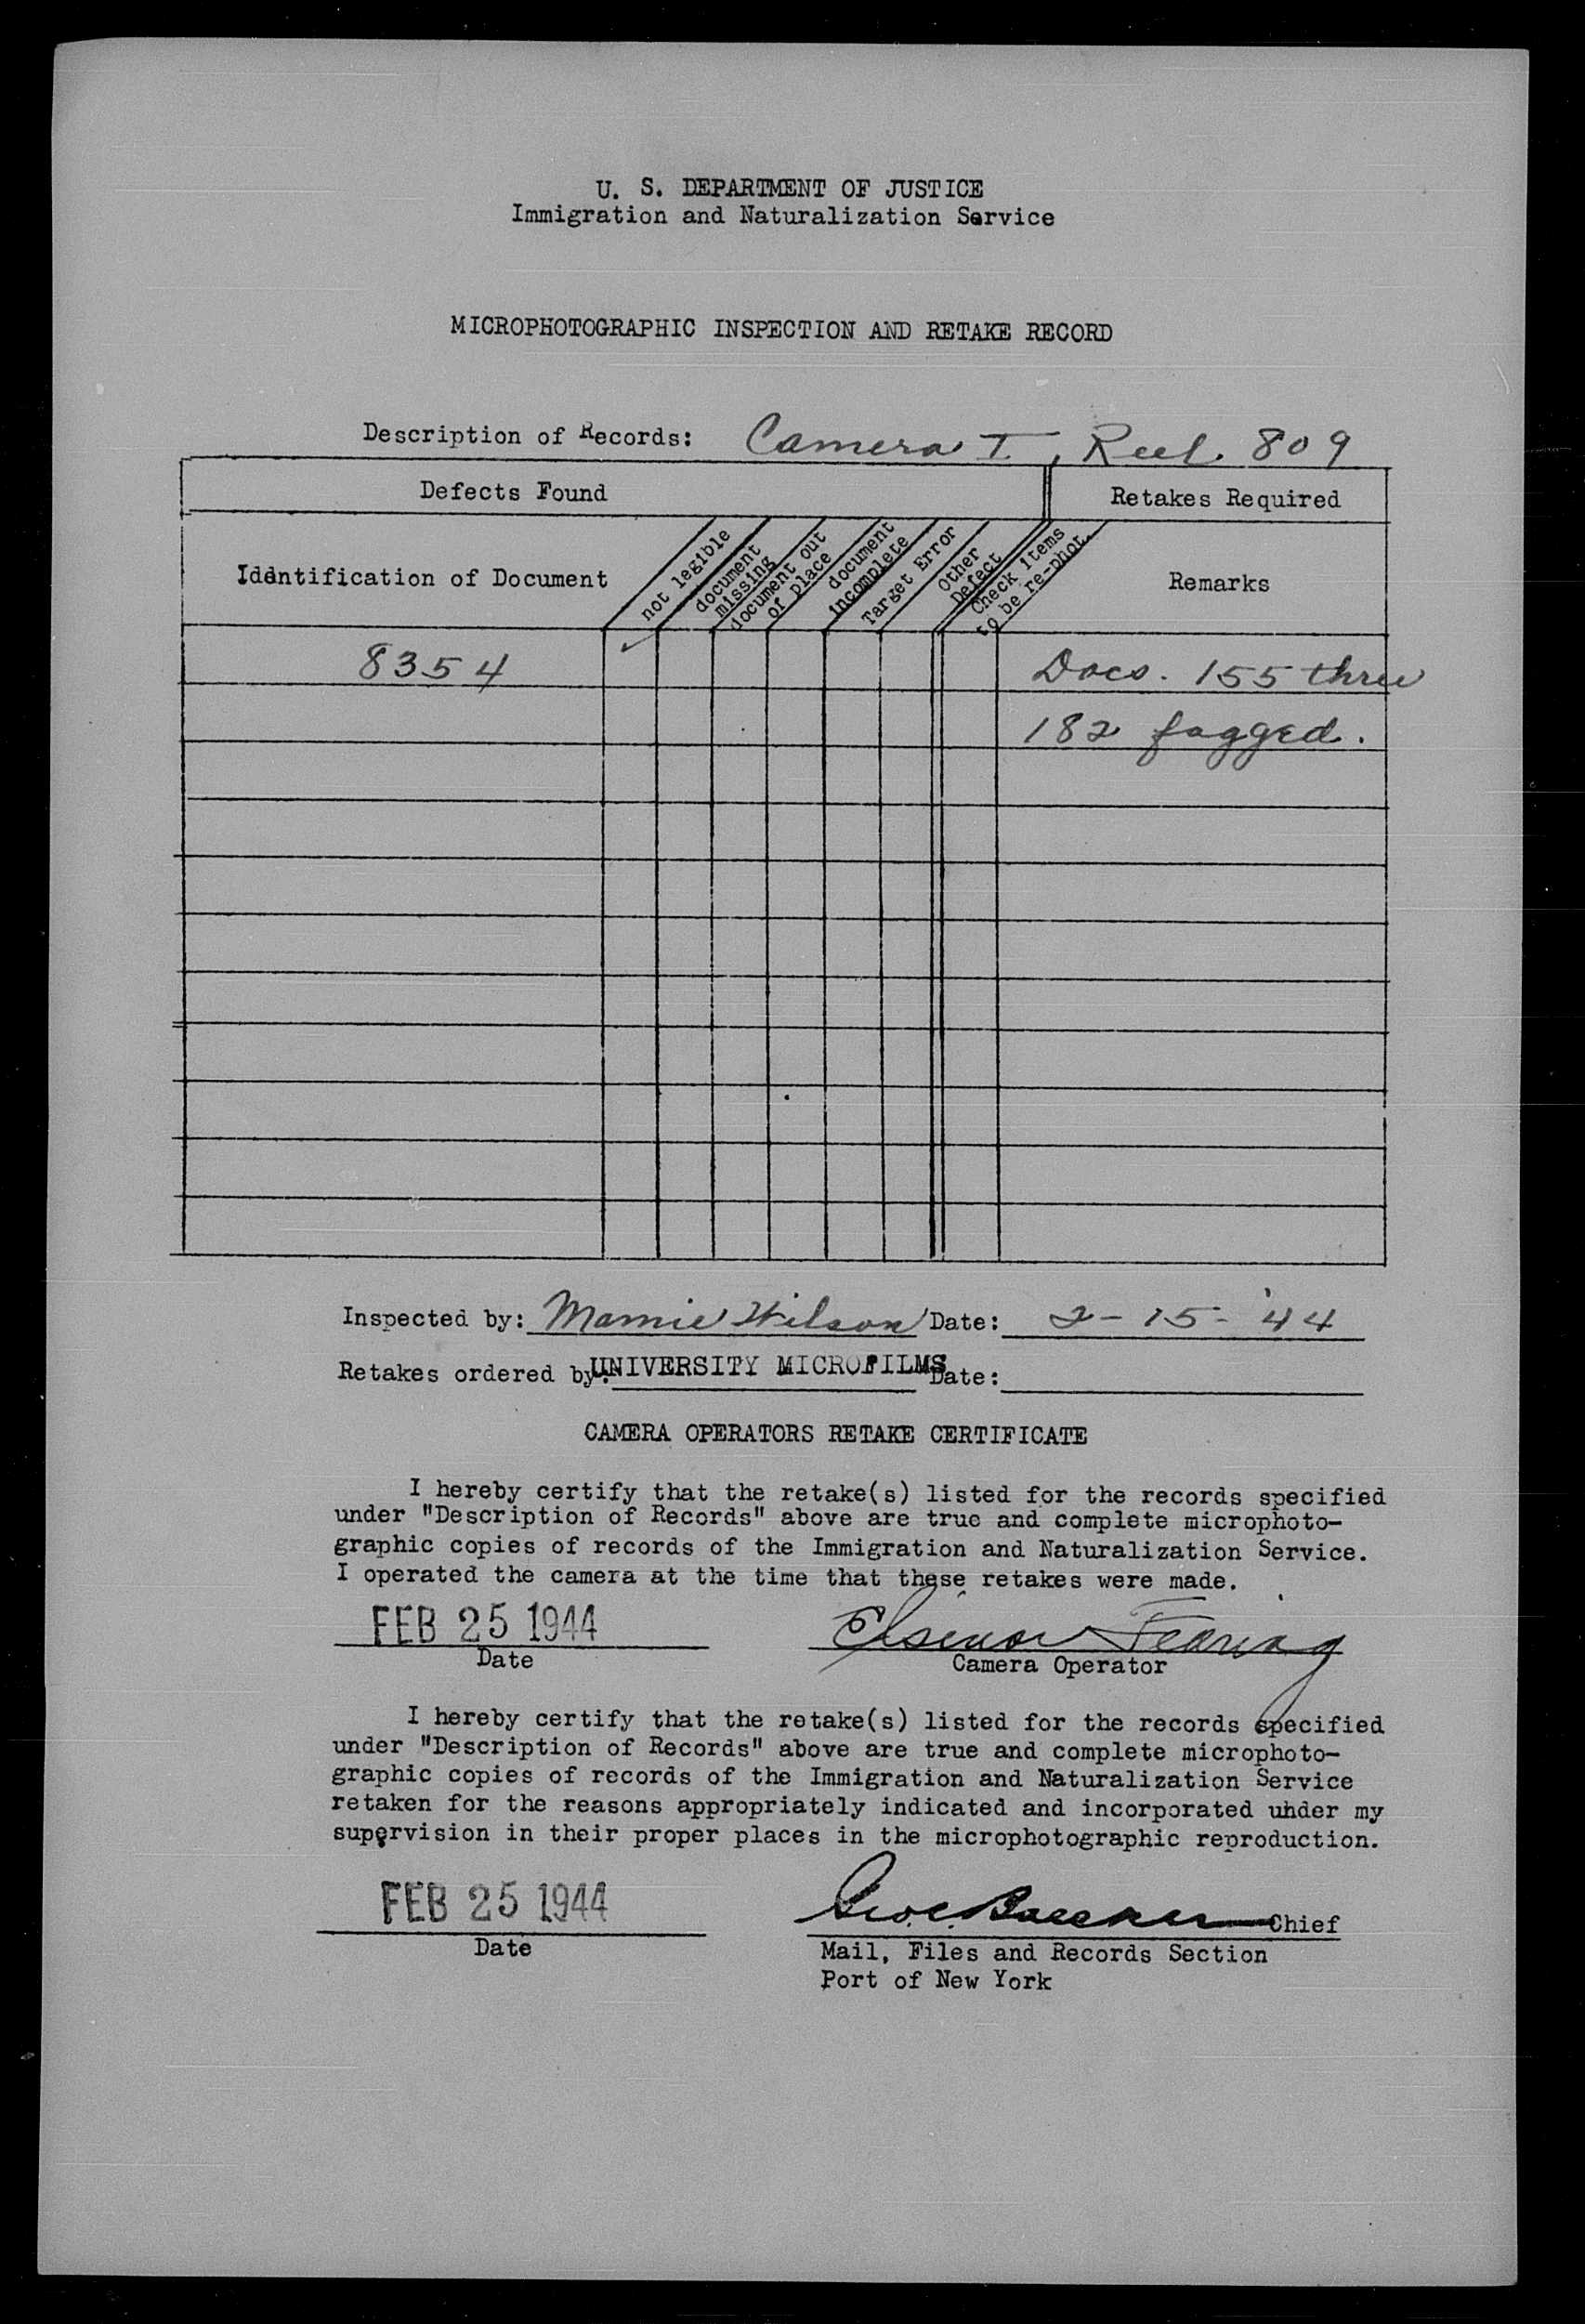 U. S. DEPARTMENT OF JUSTICE
Immigration and Naturalization Service
MICROPHOTOGRAPHIC INSPECTION AND RETAKE RECORD
Description of Records: Camera I, Reel. 809
Defects Found
Retakes Required
Identification of Document
not legible
document
missing
document out
of place
document
incomplete
Target Error
Other
Defect
Check items
to be re-phot.
Remarks
8354 ✓ Docs. 155 thru
182 fogged.
Inspected by: Mamie Wilson Date: 2-15-'44
Retakes ordered by: UNIVERSITY MICROFILMS Date:
CAMERA OPERATORS RETAKE CERTIFICATE
I hereby certify that the retake(s) listed for the records specified
under "Description of Records" above are true and complete microphoto-
graphic copies of records of the Immigration and Naturalization Service.
I operated the camera at the time that these retakes were made.
FEB 25 1944
Date
Camera Operator
I hereby certify that the retake(s) listed for the records specified
under "Description of Records" above are true and complete microphoto-
graphic copies of records of the Immigration and Naturalization Service
retaken for the reasons appropriately indicated and incorporated under my
supervision in their proper places in the microphotographic reproduction.
FEB 25 1944
Date
Chief
Mail, Files and Records Section
Port of New York